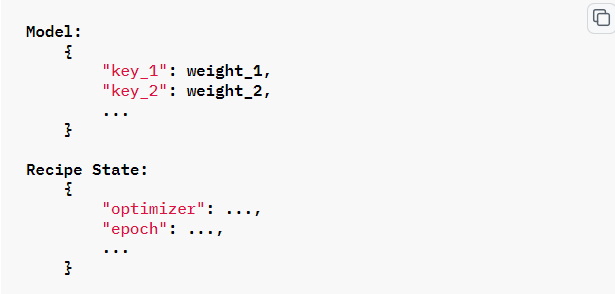 Model:
    {
        "key_1": weight_1,
        "key_2": weight_2,
        ...
    }
Recipe State:
    {
        "optimizer": ...,
        "epoch": ...,
        ...
    }